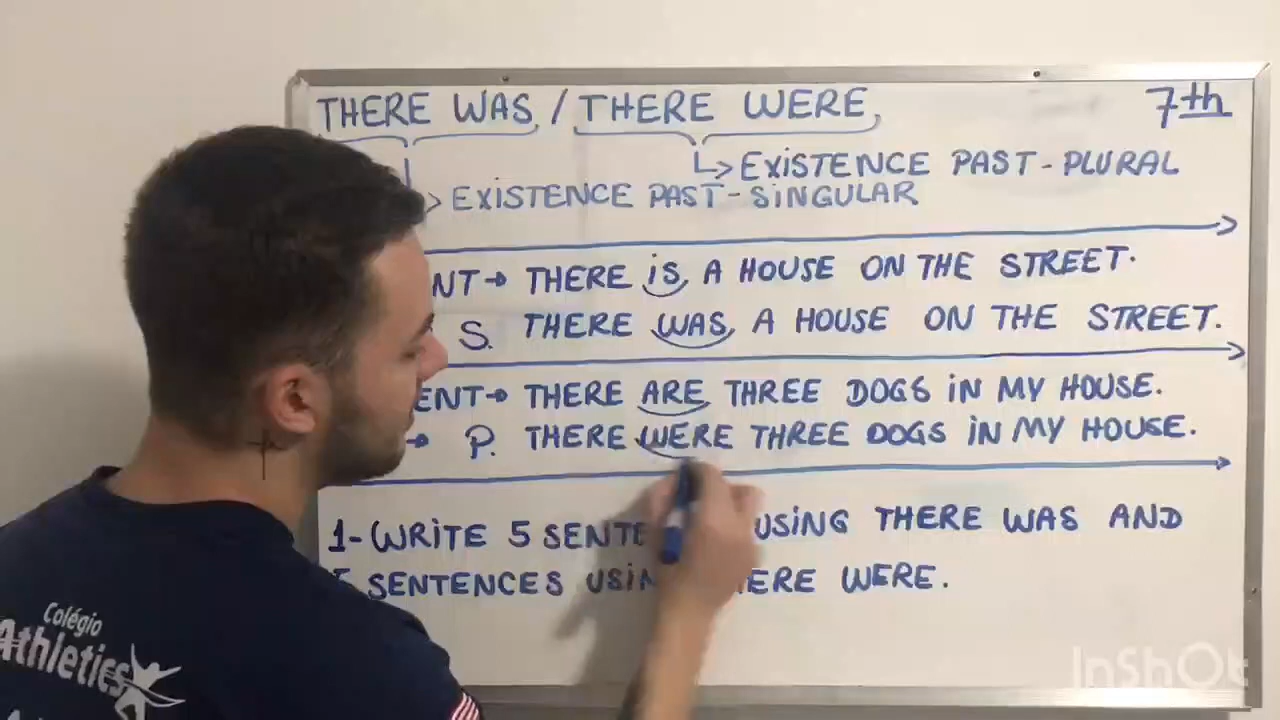 THERE WAS / THERE WERE
7th
EXISTENCE PAST-PLURAL
EXISTENCE PAST-SINGULAR
NT→ THERE IS A HOUSE ON THE STREET.
S. THERE WAS A HOUSE ON THE STREET.
ENT→ THERE ARE THREE DOGS IN MY HOUSE.
→ P. THERE WERE THREE DOGS IN MY HOUSE.
1- WRITE 5 SENTE USING THERE WAS AND
SENTENCES USIN ERE WERE.
Colégio
Athletics
InShOt